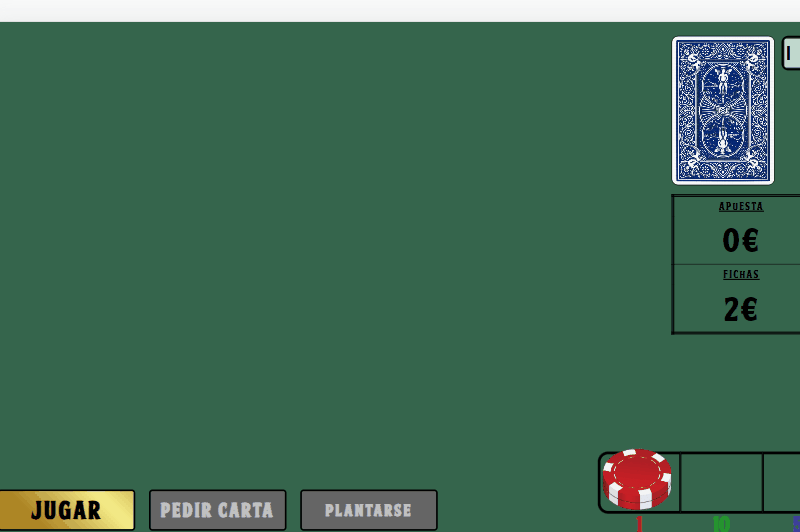 APUESTA
0€
FICHAS
2€
JUGAR
PEDIR CARTA
PLANTARSE
1
10